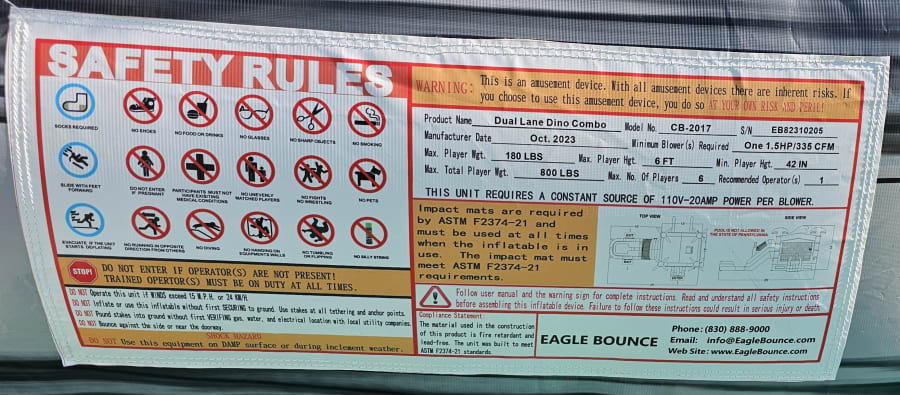 SAFETY RULES
SOCKS REQUIRED
NO SHOES
NO FOOD OR DRINKS
NO GLASSES
NO SHARP OBJECTS
NO SMOKING
SLIDE WITH FEET
FORWARD
DO NOT ENTER
IF PREGNANT
PARTICIPANTS MUST NOT
HAVE EXISITING
MEDICAL CONDITIONS
NO UNEVENLY
MATCHED PLAYERS
NO FIGHTS
NO WRESTLING
NO PETS
EVACUATE IF THE UNIT
STARTS DEFLATING
NO RUNNING IN OPPOSITE
DIRECTION FROM OTHERS
NO DIVING
NO HANGING ON
EQUIPMENTS WALLS
NO TUMBLING
OR FLIPPING
NO SILLY STRING
STOP!
DO NOT ENTER IF OPERATOR(S) ARE NOT PRESENT!
TRAINED OPERTOR(S) MUST BE ON DUTY AT ALL TIMES.
DO NOT Operate this unit if WINDS exceed 15 M.P.H. or 24 KM/H
DO NOT Inflate or use this inflatable without first SECURING to ground. Use stakes at all tethering and anchor points.
DO NOT Pound stakes into ground without first VERIFING gas, water, and electrical location with local utility companies.
DO NOT Bounce against the side or near the doorway.
SHOCK HAZARD
DO NOT Use this equipment on DAMP surface or during inclement weather.
WARNING: This is an amusement device. With all amusement devices there are inherent risks. If
you choose to use this amusement device, you do so AT YOUR OWN RISK AND PERIL!
Product Name Dual Lane Dino Combo Model No. CB-2017 S/N EB82310205
Manufacturer Date Oct. 2023 Minimum Blower(s) Required One 1.5HP/335 CFM
Max. Player Wgt. 180 LBS Max. Player Hgt. 6 FT Min. Player Hgt. 42 IN
Max. Total Player Wgt. 800 LBS Max. No. Of Players 6 Recommended Operator(s) 1
THIS UNIT REQUIRES A CONSTANT SOURCE OF 110V-20AMP POWER PER BLOWER.
Impact mats are required
by ASTM F2374-21 and
must be used at all times
when the inflatable is in
use. The impact mat must
meet ASTM F2374-21
requirements.
TOP VIEW
SIDE VIEW
POOL IS NOT ALLOWED IN
THE STATE OF PENNSYLVANIA
Follow user manual and the warning sign for complete instructions. Read and understand all safety instructions
before assembling this inflatable device. Failure to follow these instructions could result in serious injury or death.
Compliance Statement:
The material used in the construction
of this product is fire retardant and
lead-free. The unit was built to meet
ASTM F2374-21 standards.
EAGLE BOUNCE
Phone: (830) 888-9000
Email: info@EagleBounce.com
Web Site: www.EagleBounce.com